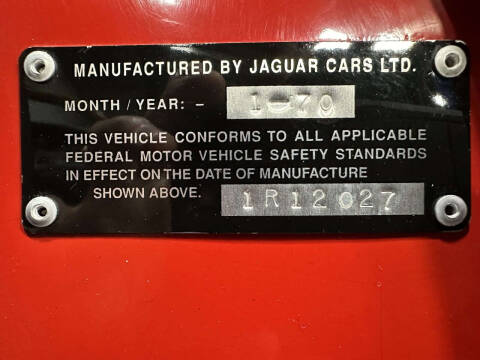 MANUFACTURED BY JAGUAR CARS LTD.
MONTH / YEAR: - 1-70
THIS VEHICLE CONFORMS TO ALL APPLICABLE
FEDERAL MOTOR VEHICLE SAFETY STANDARDS
IN EFFECT ON THE DATE OF MANUFACTURE
SHOWN ABOVE. 1R12027